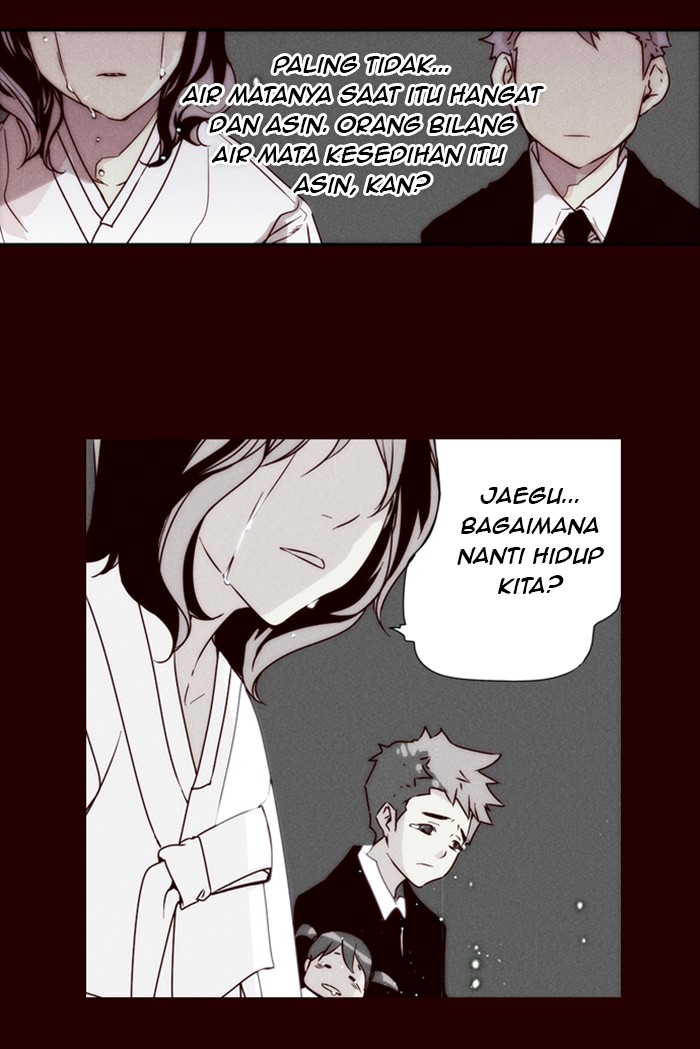 PALING TIDAK...
AIR MATANYA SAAT ITU HANGAT
DAN ASIN. ORANG BILANG
AIR MATA KESEDIHAN ITU
ASIN, KAN?
JAEGU...
BAGAIMANA
NANTI HIDUP
KITA?